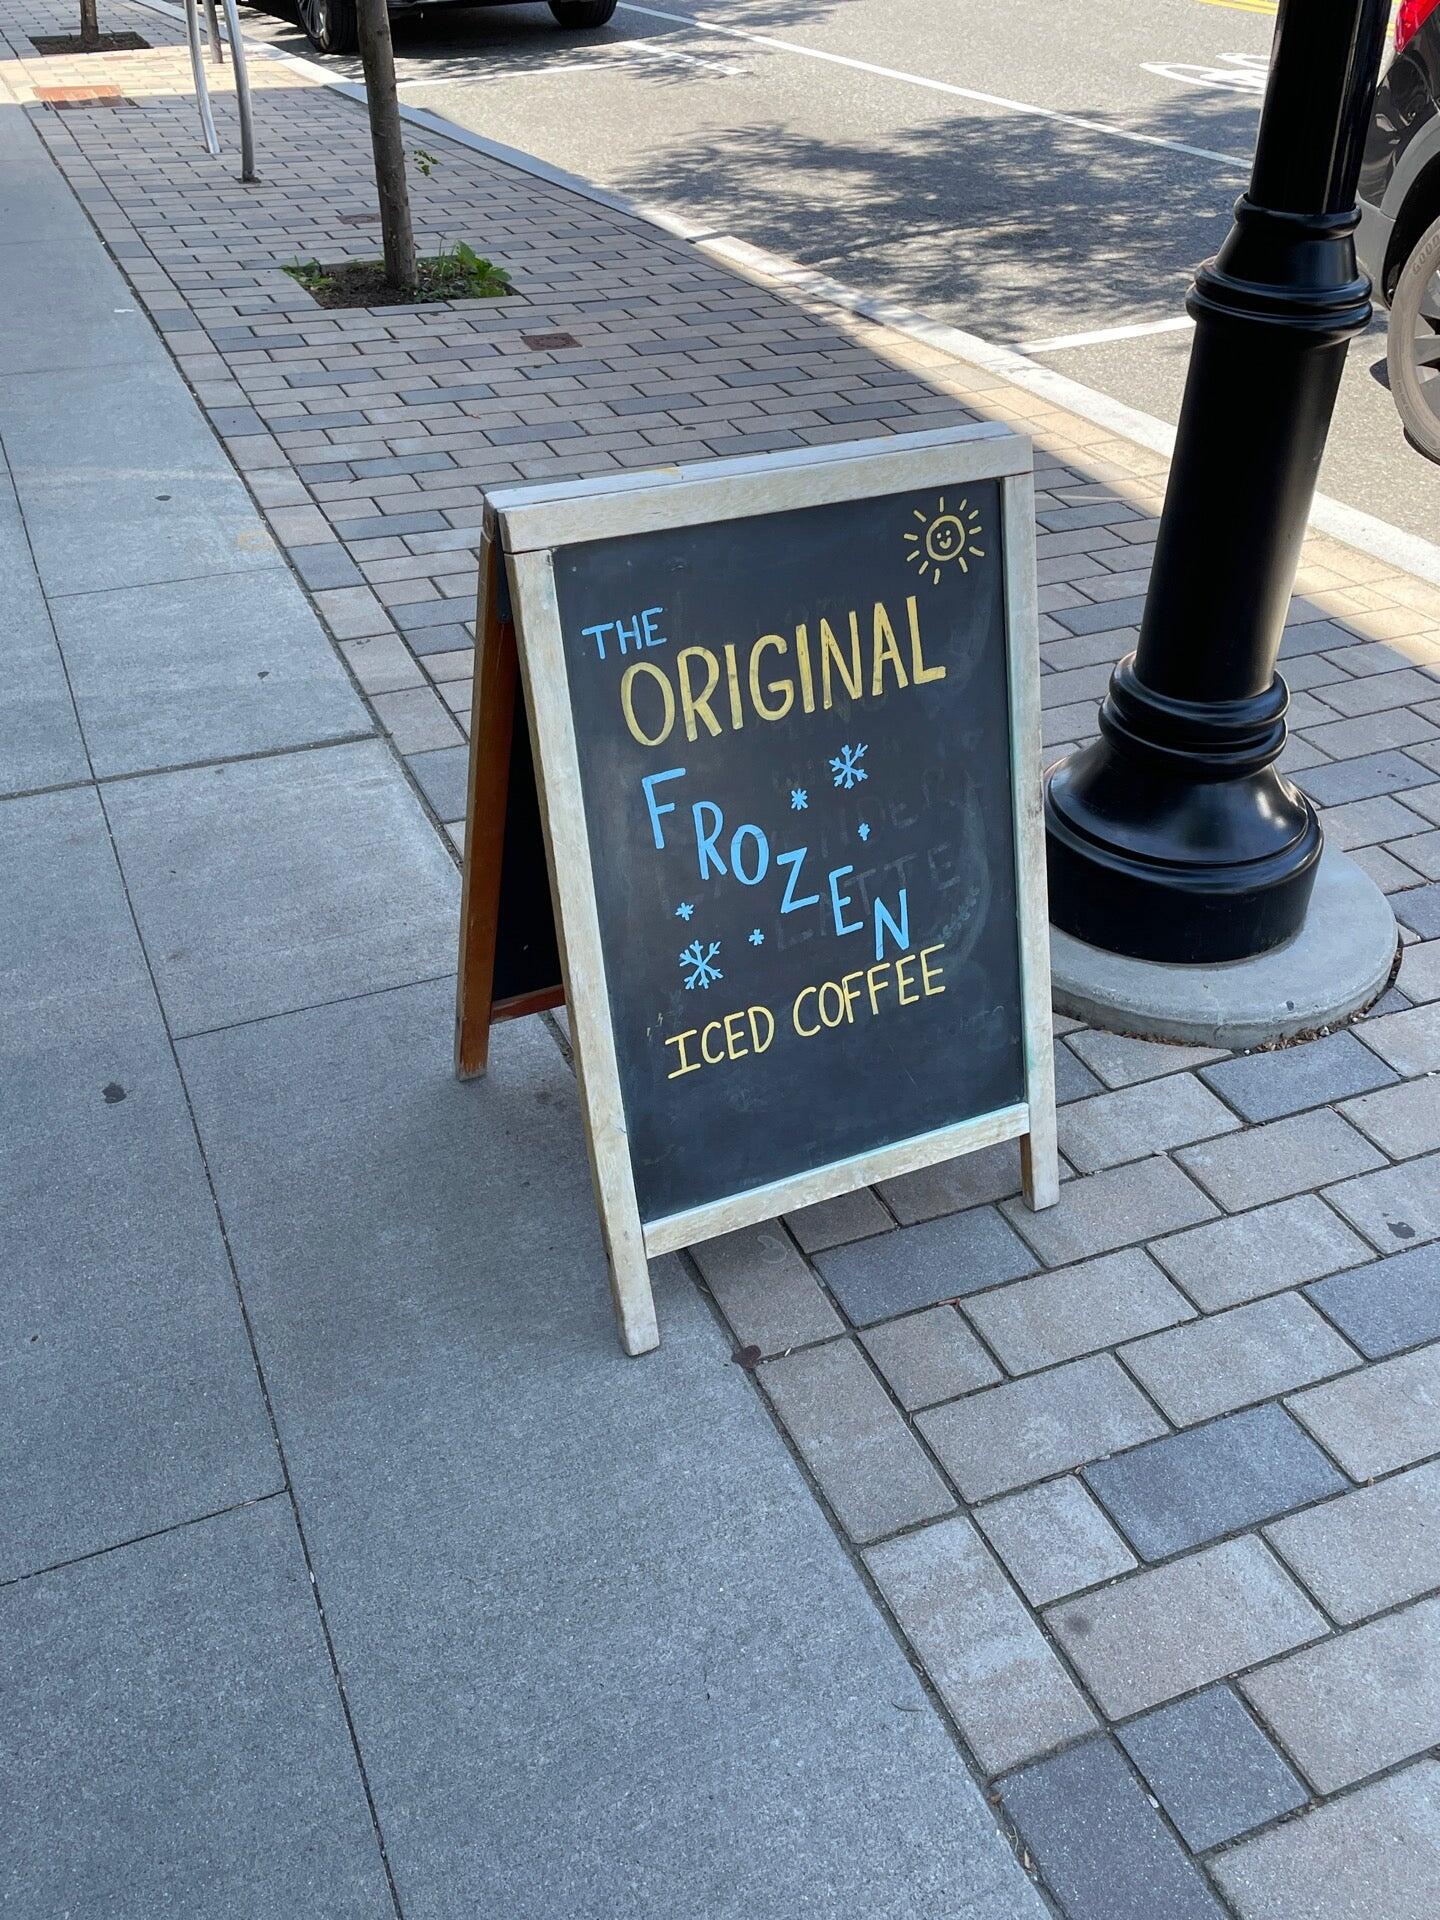 THE
ORIGINAL
FROZEN
ICED COFFEE